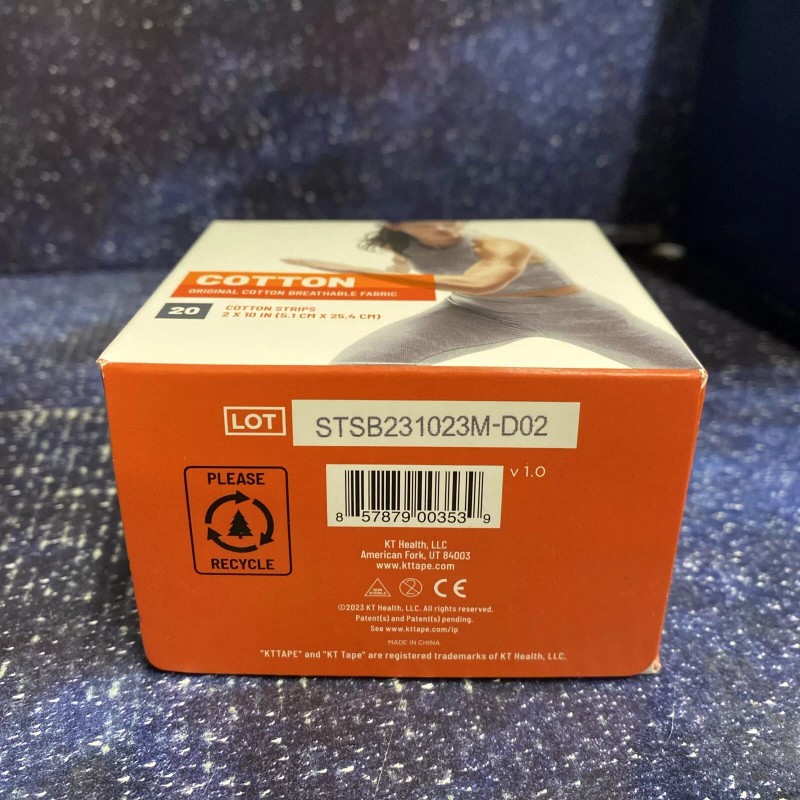 COTTON
ORIGINAL COTTON BREATHABLE FABRIC
20
COTTON STRIPS
2 X 10 IN (5.1 CM X 25.4 CM)
LOT
STSB231023M-D02
PLEASE
RECYCLE
v 1.0
8 57879 00353 9
KT Health, LLC
American Fork, UT 84003
www.kttape.com
CE
©2023 KT Health, LLC. All rights reserved.
Patent(s) and Patent(s) pending.
See www.kttape.com/ip
MADE IN CHINA
"KTTAPE" and "KT Tape" are registered trademarks of KT Health, LLC.